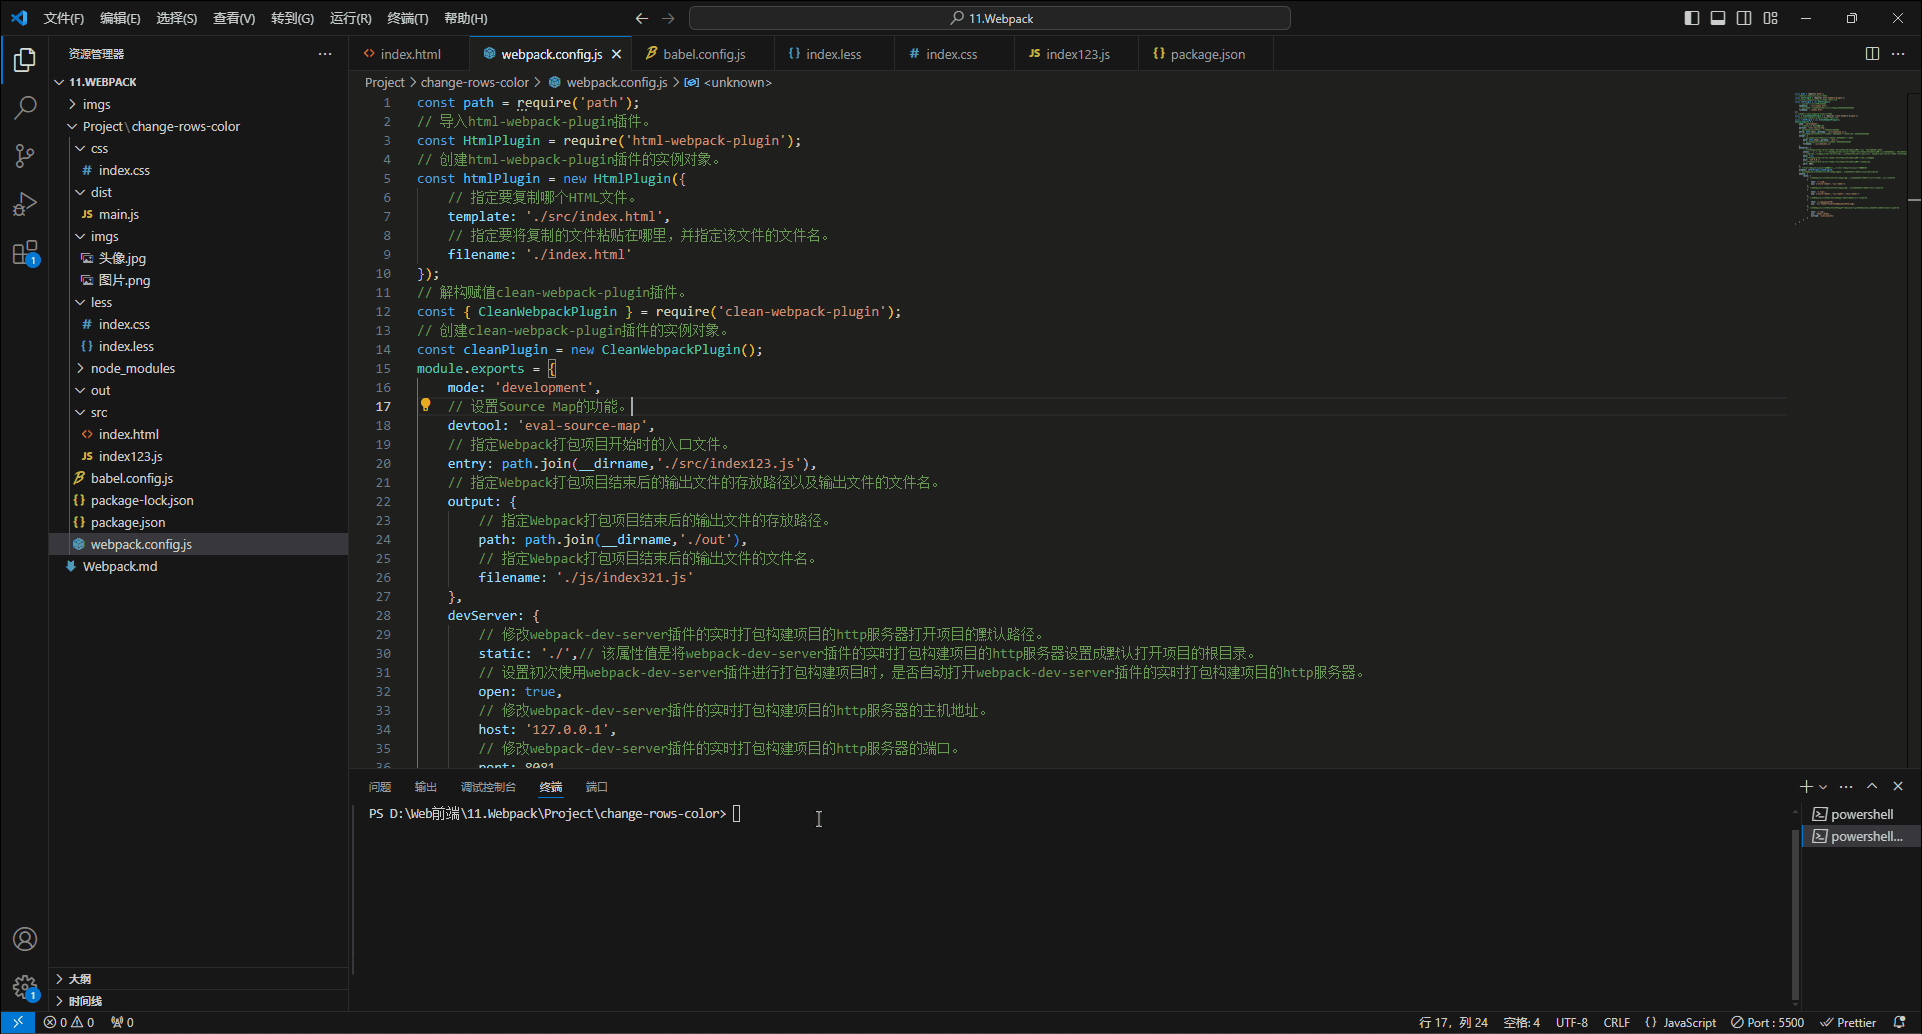 文件(F) 编辑(E) 选择(S) 查看(V) 转到(G) 运行(R) 终端(T) 帮助(H) 11.Webpack
资源管理器
11.WEBPACK
imgs
Project\change-rows-color
css
# index.css
dist
JS main.js
imgs
头像.jpg
图片.png
less
# index.css
{} index.less
node_modules
out
src
<> index.html
JS index123.js
babel.config.js
{} package-lock.json
{} package.json
webpack.config.js
Webpack.md
大纲
时间线
1
1
<> index.html webpack.config.js babel.config.js {} index.less # index.css JS index123.js {} package.json
Project > change-rows-color > webpack.config.js > <unknown>
1 const path = require('path');
2 // 导入html-webpack-plugin插件。
3 const HtmlPlugin = require('html-webpack-plugin');
4 // 创建html-webpack-plugin插件的实例对象。
5 const htmlPlugin = new HtmlPlugin({
6 // 指定要复制哪个HTML文件。
7 template: './src/index.html',
8 // 指定要将复制的文件粘贴在哪里，并指定该文件的文件名。
9 filename: './index.html'
10 });
11 // 解构赋值clean-webpack-plugin插件。
12 const { CleanWebpackPlugin } = require('clean-webpack-plugin');
13 // 创建clean-webpack-plugin插件的实例对象。
14 const cleanPlugin = new CleanWebpackPlugin();
15 module.exports = {
16 mode: 'development',
17 // 设置Source Map的功能。
18 devtool: 'eval-source-map',
19 // 指定Webpack打包项目开始时的入口文件。
20 entry: path.join(__dirname,'./src/index123.js'),
21 // 指定Webpack打包项目结束后的输出文件的存放路径以及输出文件的文件名。
22 output: {
23 // 指定Webpack打包项目结束后的输出文件的存放路径。
24 path: path.join(__dirname,'./out'),
25 // 指定Webpack打包项目结束后的输出文件的文件名。
26 filename: './js/index321.js'
27 },
28 devServer: {
29 // 修改webpack-dev-server插件的实时打包构建项目的http服务器打开项目的默认路径。
30 static: './',// 该属性值是将webpack-dev-server插件的实时打包构建项目的http服务器设置成默认打开项目的根目录。
31 // 设置初次使用webpack-dev-server插件进行打包构建项目时，是否自动打开webpack-dev-server插件的实时打包构建项目的http服务器。
32 open: true,
33 // 修改webpack-dev-server插件的实时打包构建项目的http服务器的主机地址。
34 host: '127.0.0.1',
35 // 修改webpack-dev-server插件的实时打包构建项目的http服务器的端口。
36 port: 8081
问题 输出 调试控制台 终端 端口
PS D:\Web前端\11.Webpack\Project\change-rows-color>
powershell
powershell...
0 0 0 行 17，列 24 空格: 4 UTF-8 CRLF {} JavaScript Port : 5500 Prettier